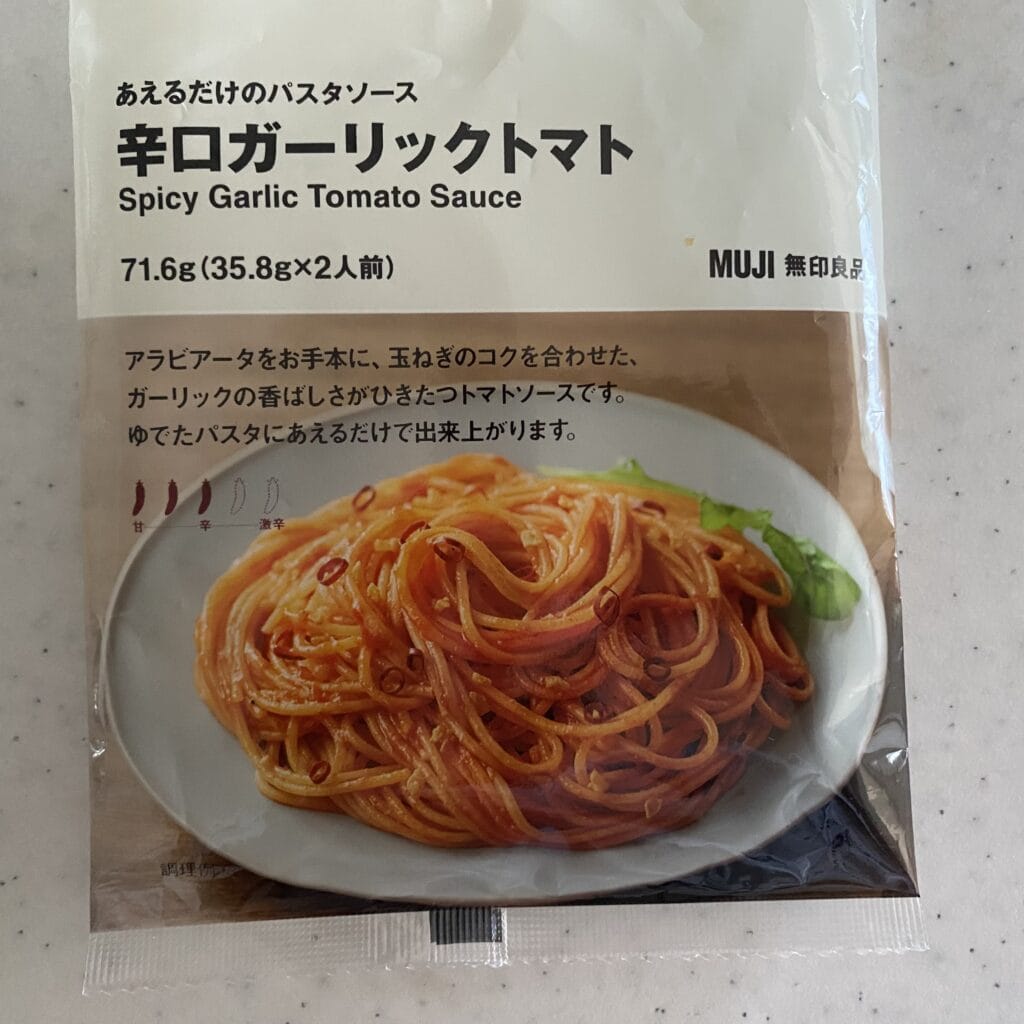 あえるだけのパスタソース
辛口ガーリックトマト
Spicy Garlic Tomato Sauce
71.6g(35.8g×2人前)
MUJI 無印良品
アラビアータをお手本に、玉ねぎのコクを合わせた、
ガーリックの香ばしさがひきたつトマトソースです。
ゆでたパスタにあえるだけで出来上がります。
甘 辛 激辛
調理例